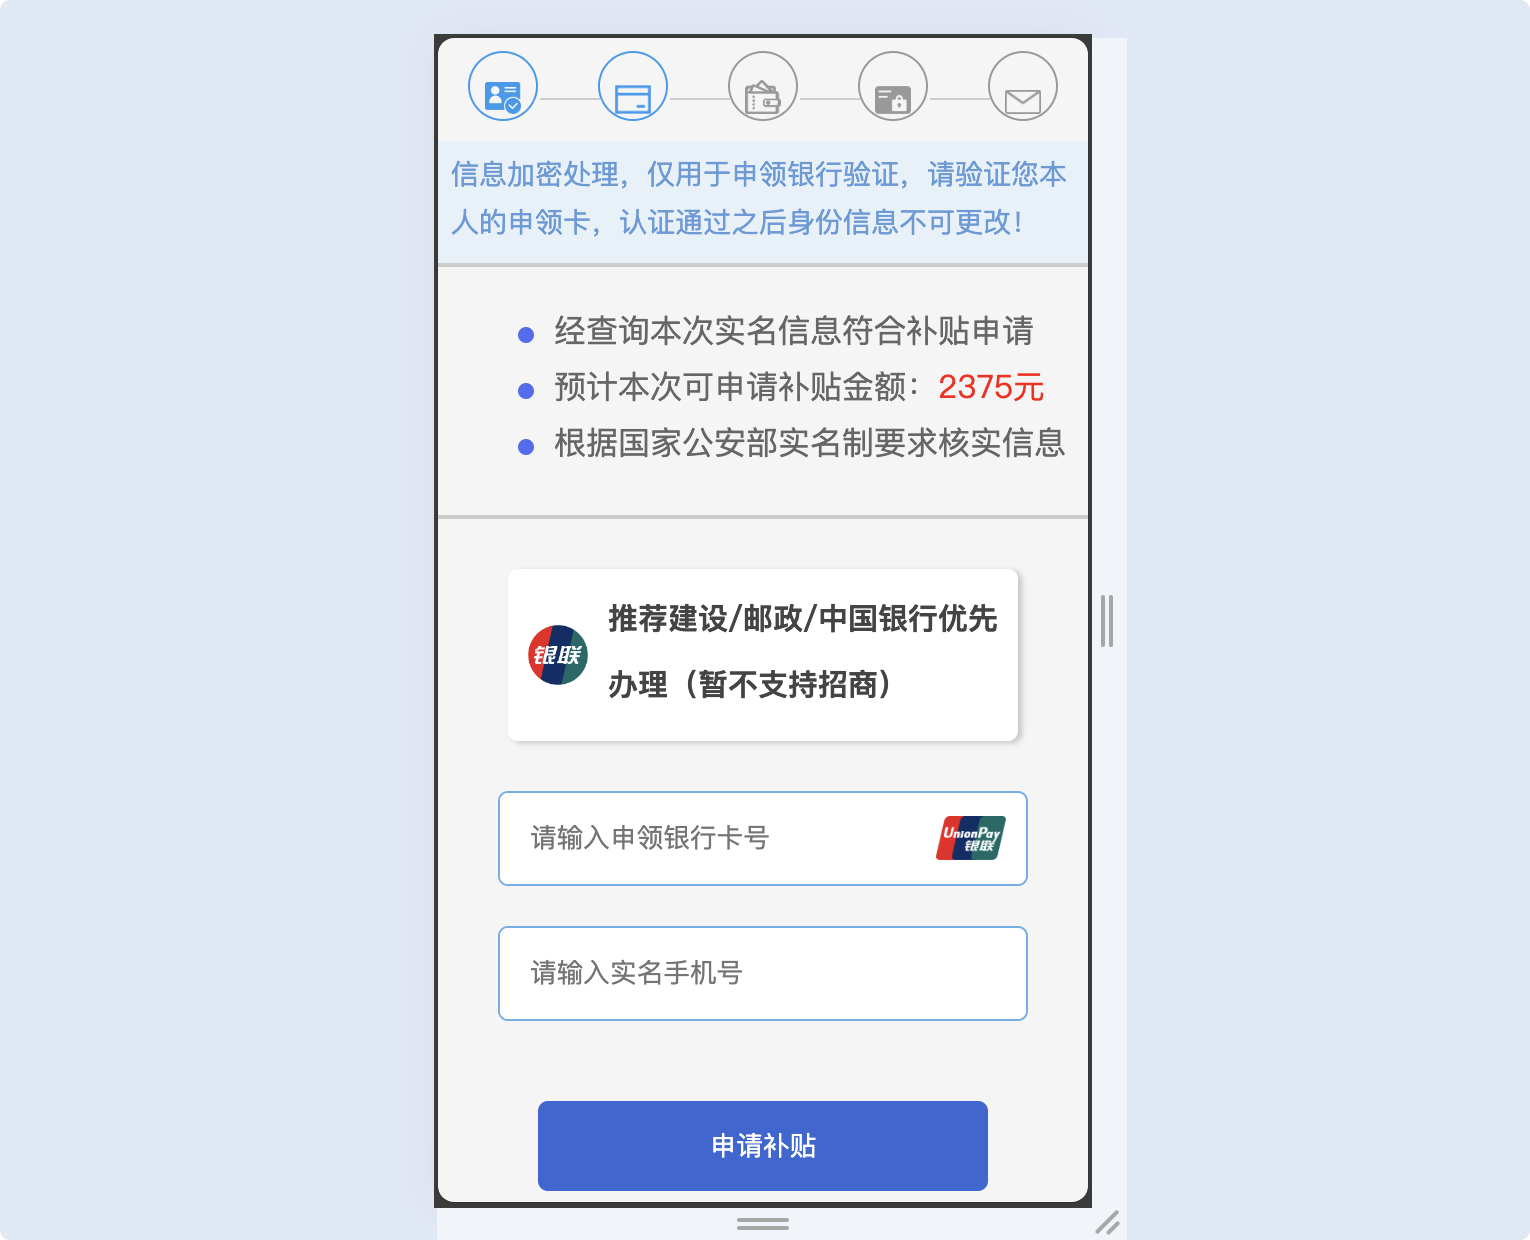 信息加密处理，仅用于申领银行验证，请验证您本
人的申领卡，认证通过之后身份信息不可更改！
经查询本次实名信息符合补贴申请
预计本次可申请补贴金额：2375元
根据国家公安部实名制要求核实信息
推荐建设/邮政/中国银行优先
银联
办理（暂不支持招商）
请输入申领银行卡号
UnionPay
银联
请输入实名手机号
申请补贴